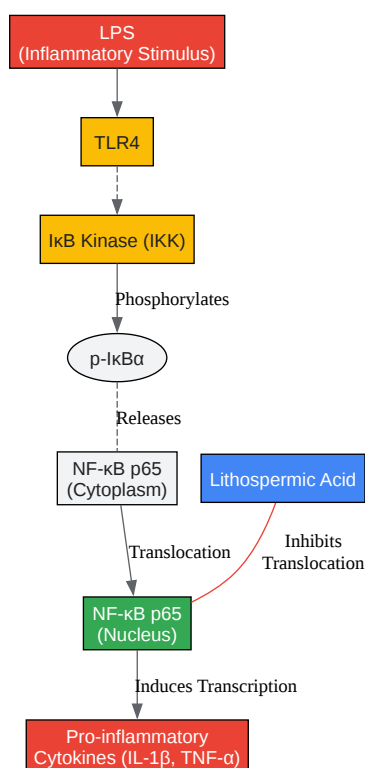 LPS
(Inflammatory Stimulus)
TLR4
IκB Kinase (IKK)
Phosphorylates
p-IκBα
Releases
NF-κB p65
(Cytoplasm)
Lithospermic Acid
Translocation
Inhibits
Translocation
NF-κB p65
(Nucleus)
Induces Transcription
Pro-inflammatory
Cytokines (IL-1β, TNF-α)